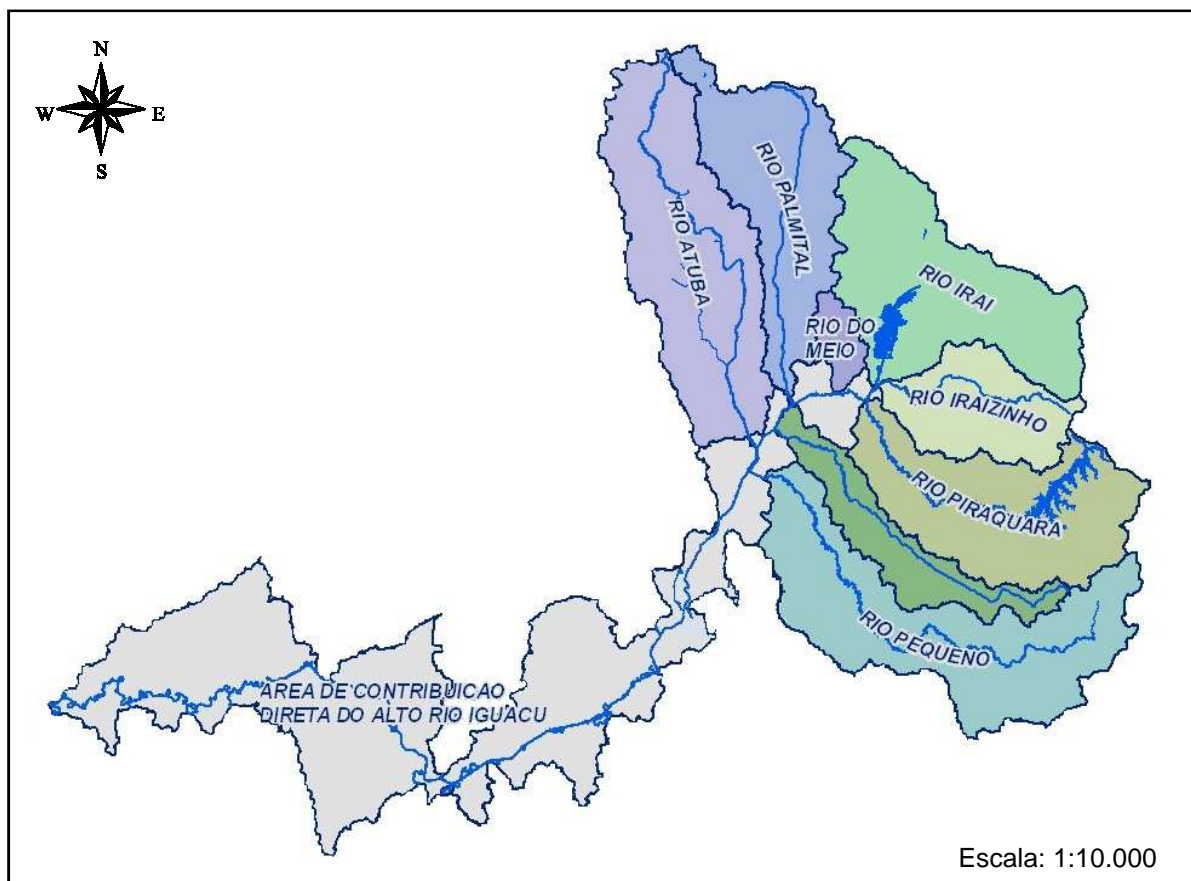 N
W E
S
RIO PALMITAL
RIO ATUBA
RIO IRAI
RIO DO
MEIO
RIO IRAIZINHO
RIO PIRAQUARA
RIO PEQUENO
AREA DE CONTRIBUICAO
DIRETA DO ALTO RIO IGUACU
Escala: 1:10.000